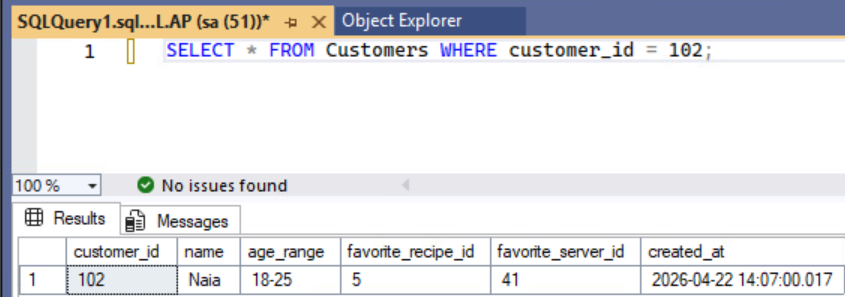 SQLQuery1.sql...L.AP (sa (51))* Object Explorer
1 SELECT * FROM Customers WHERE customer_id = 102;
100 % No issues found
Results Messages
customer_id name age_range favorite_recipe_id favorite_server_id created_at
1 102 Naia 18-25 5 41 2026-04-22 14:07:00.017